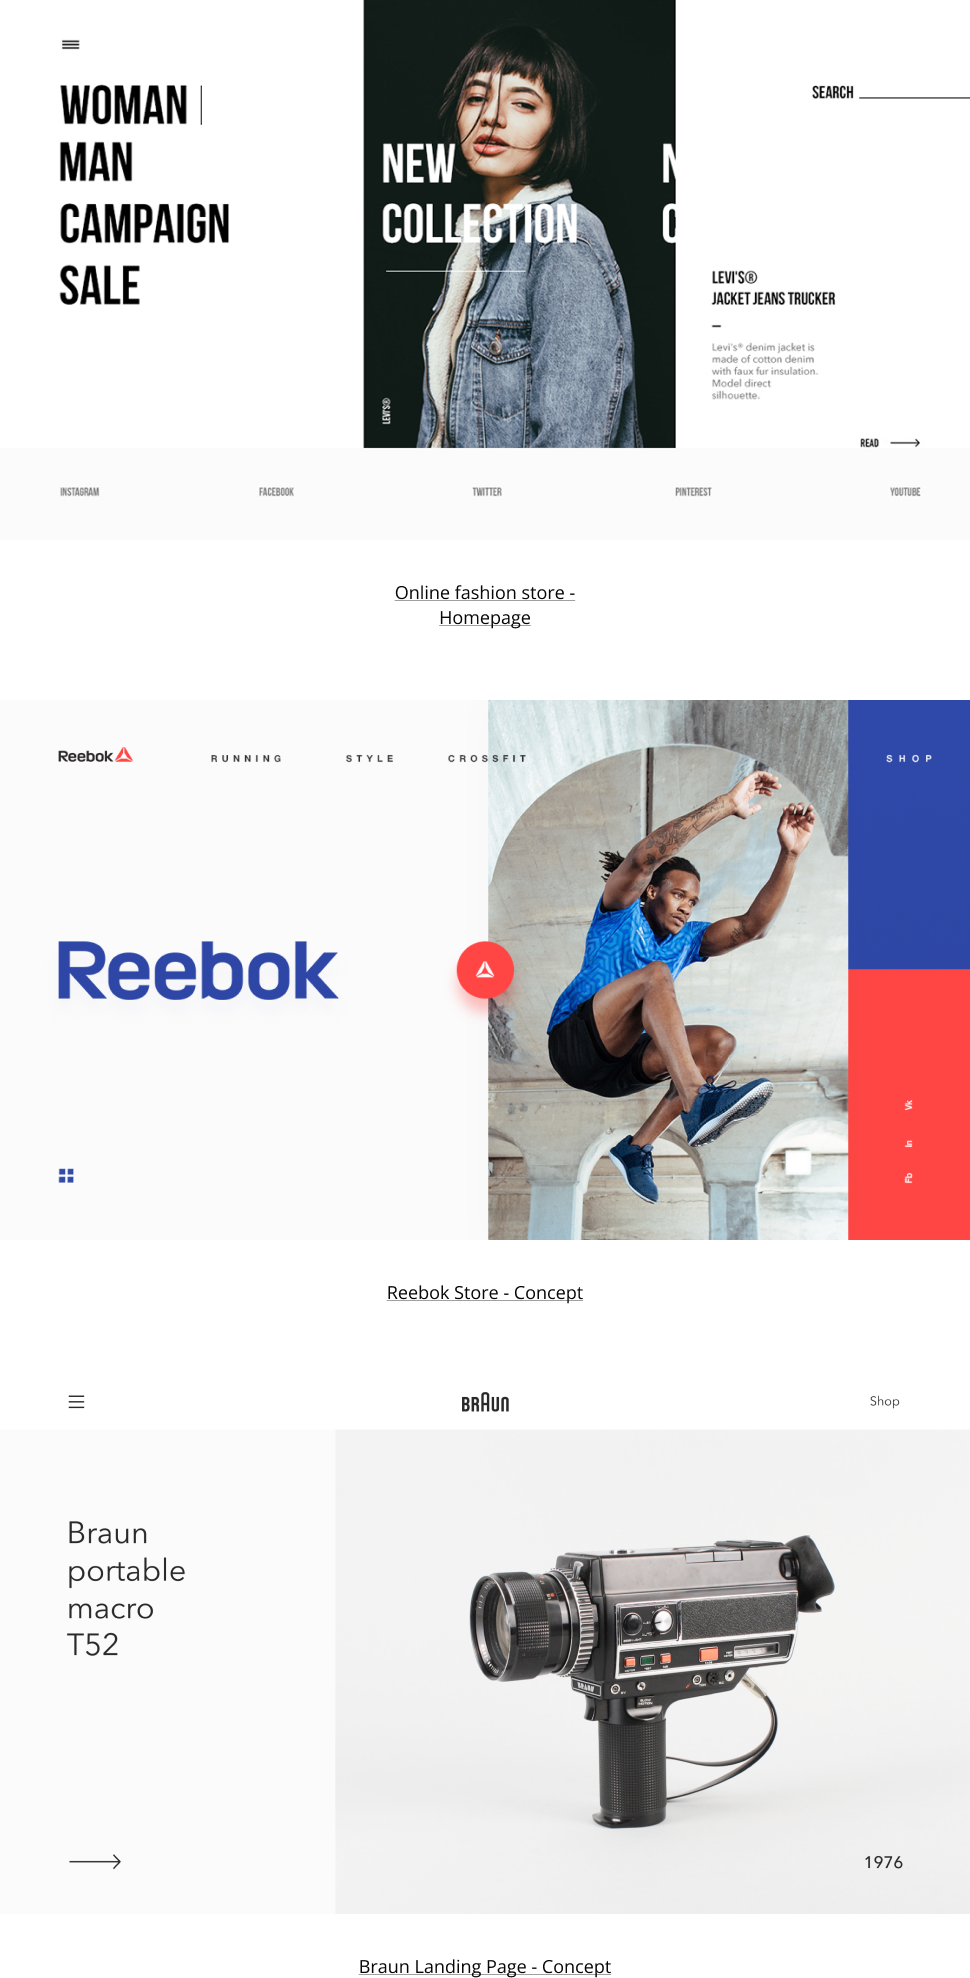 WOMAN
MAN
CAMPAIGN
SALE
NEW
COLLECTION
N
C
LEVI'S®
SEARCH
LEVI'S®
JACKET JEANS TRUCKER
Levi's® denim jacket is
made of cotton denim
with faux fur insulation.
Model direct
silhouette.
READ
INSTAGRAM
FACEBOOK
TWITTER
PINTEREST
YOUTUBE
Online fashion store -
Homepage
Reebok
RUNNING
STYLE
CROSSFIT
SHOP
Reebok
Vk
In
Fb
Reebok Store - Concept
BRAUN
Shop
Braun
portable
macro
T52
BRAUN
1976
Braun Landing Page - Concept